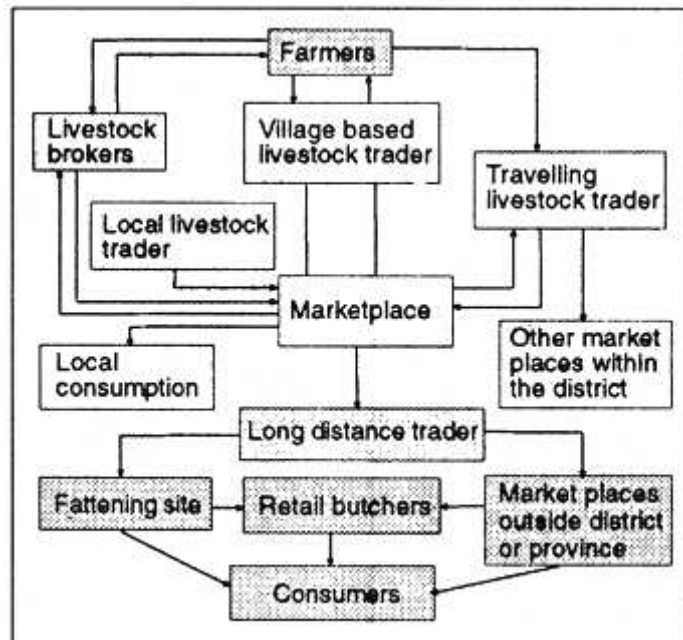 Farmers
Livestock
brokers
Village based
livestock trader
Travelling
livestock trader
Local livestock
trader
Marketplace
Local
consumption
Other market
places within
the district
Long distance trader
Fattening site
Retail butchers
Market places
outside district
or province
Consumers